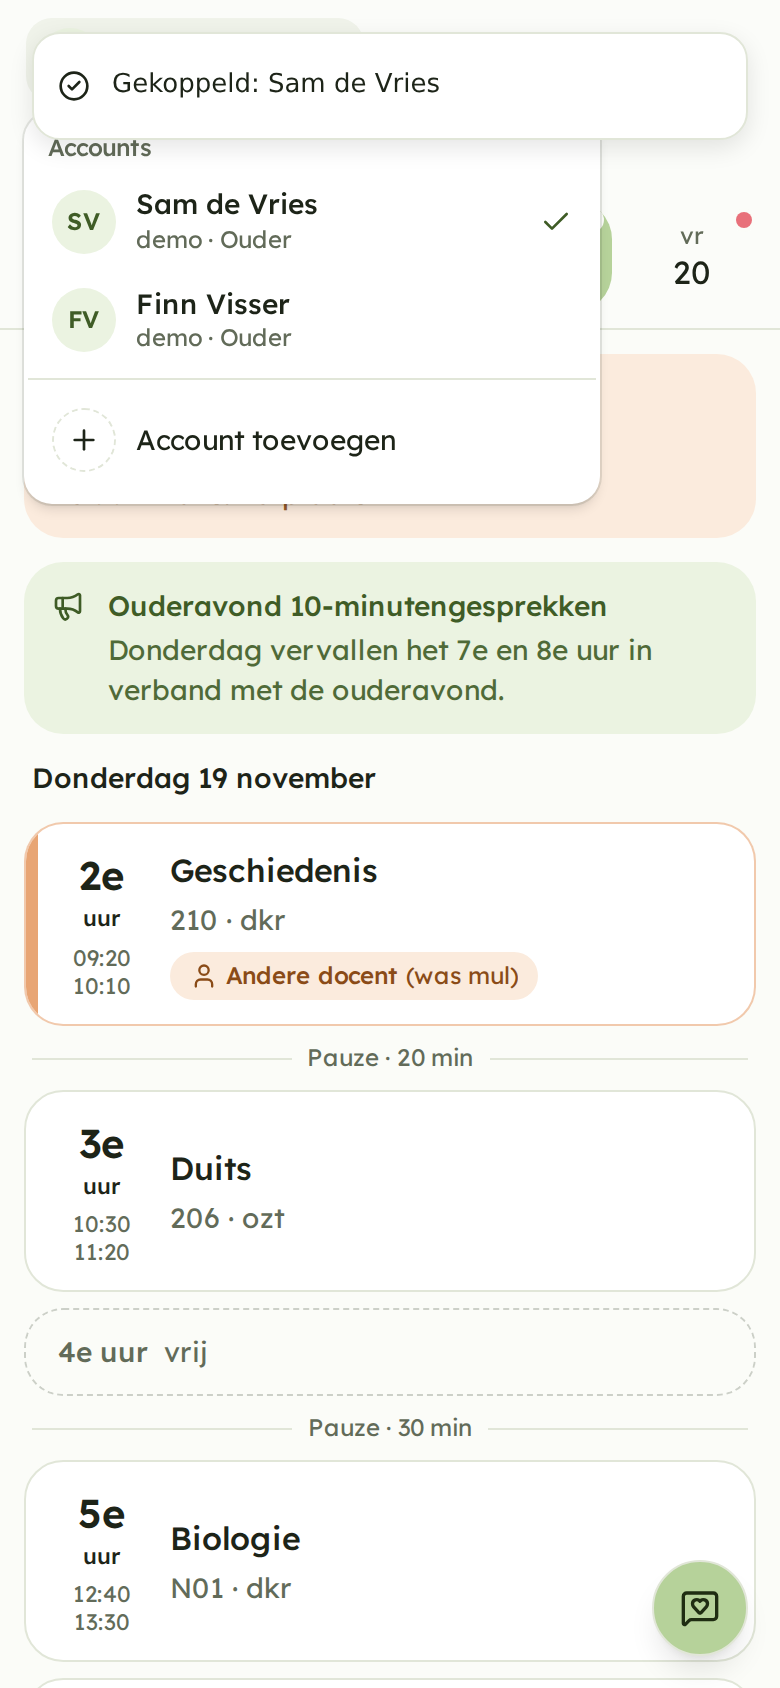 Gekoppeld: Sam de Vries
Accounts
SV
Sam de Vries
demo · Ouder
FV
Finn Visser
demo · Ouder
Account toevoegen
vr
20
Ouderavond 10-minutengesprekken
Donderdag vervallen het 7e en 8e uur in
verband met de ouderavond.
Donderdag 19 november
2e
uur
09:20
10:10
Geschiedenis
210 · dkr
Andere docent (was mul)
Pauze · 20 min
3e
uur
10:30
11:20
Duits
206 · ozt
4e uur vrij
Pauze · 30 min
5e
uur
12:40
13:30
Biologie
N01 · dkr